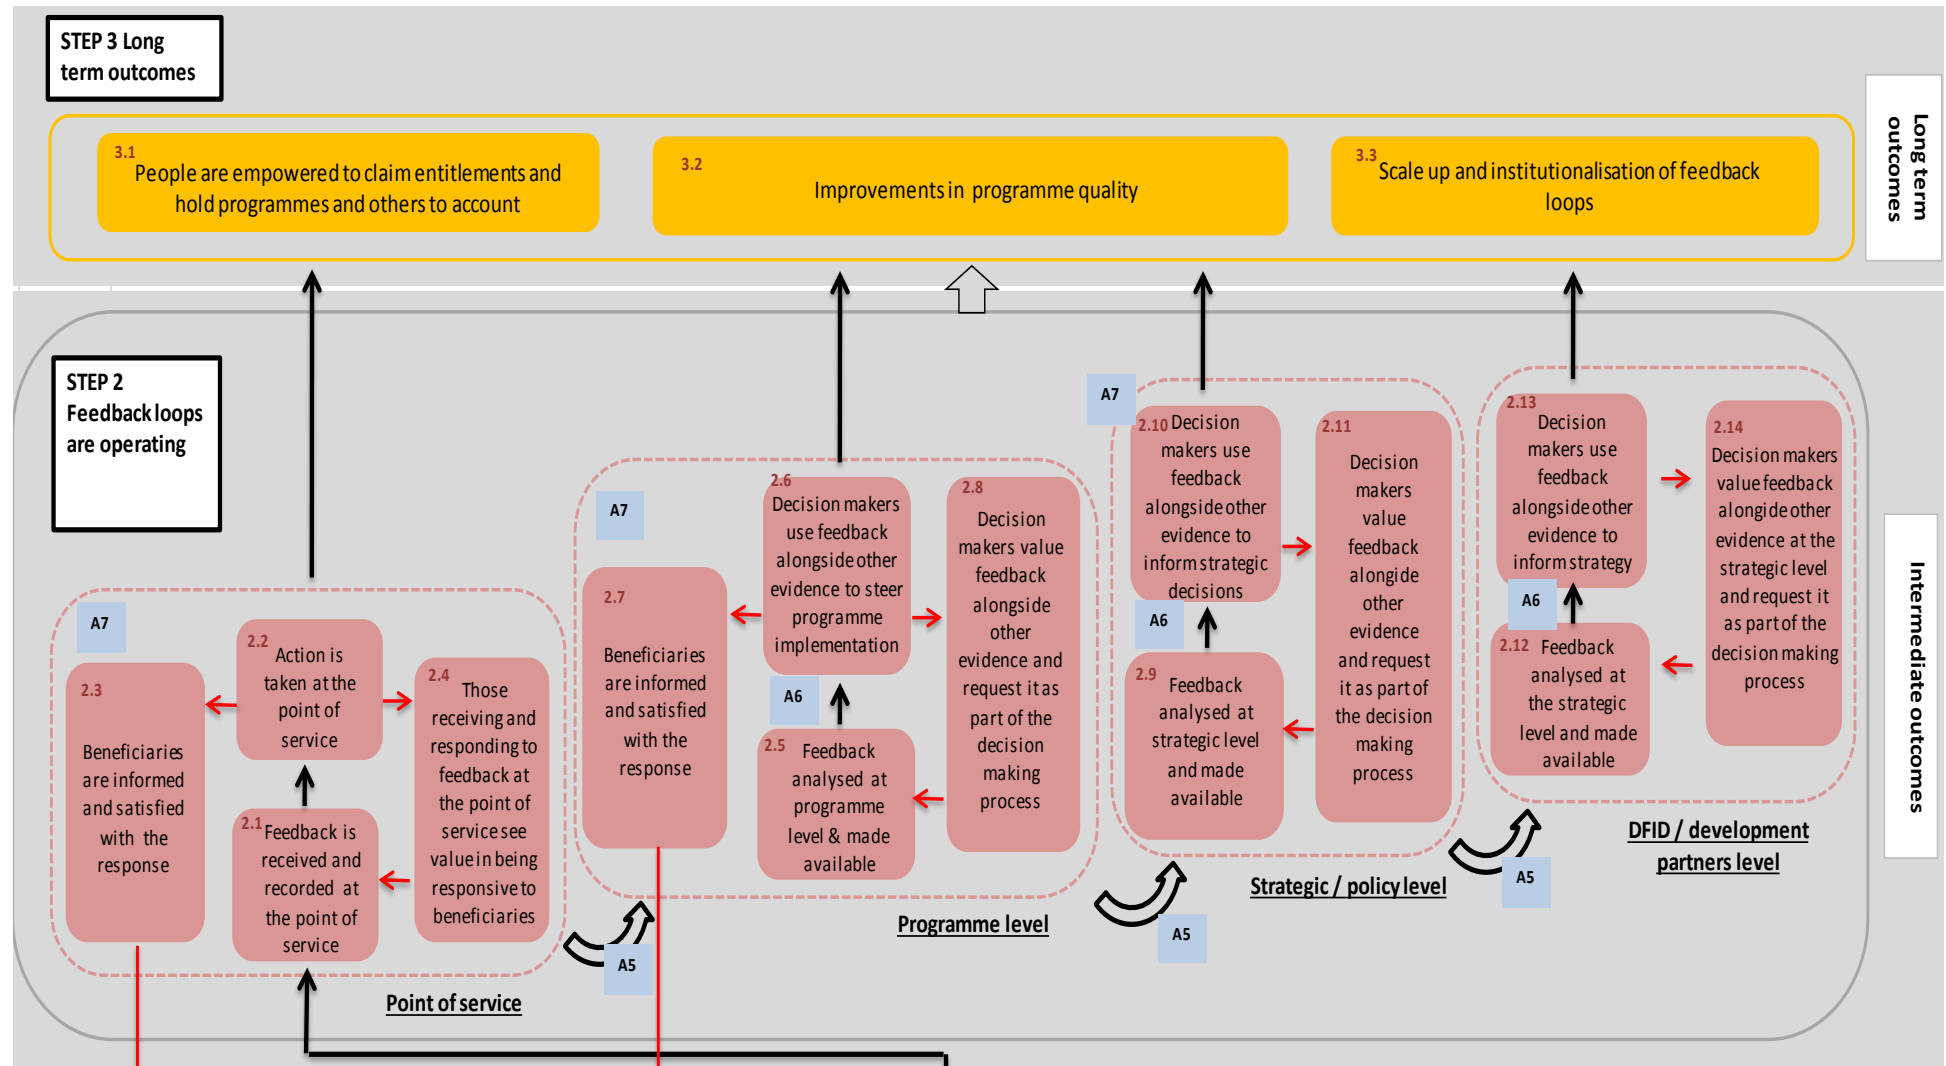 STEP 3 Long
term outcomes
3.1
People are empowered to claim entitlements and
hold programmes and others to account
3.2
Improvements in programme quality
3.3
Scale up and institutionalisation of feedback
loops
Long term
outcomes
STEP 2
Feedback loops
are operating
A7
2.3
Beneficiaries
are informed
and satisfied
with the
response
2.2
Action is
taken at the
point of
service
2.4
Those
receiving and
responding to
feedback at
the point of
service see
value in being
responsive to
beneficiaries
2.1
Feedback is
received and
recorded at
the point of
service
Point of service
A5
A7
2.7
Beneficiaries
are informed
and satisfied
with the
response
2.6
Decision makers
use feedback
alongside other
evidence to steer
programme
implementation
2.8
Decision
makers value
feedback
alongside
other
evidence and
request it as
part of the
decision
making
process
A6
2.5
Feedback
analysed at
programme
level & made
available
Programme level
A5
A7
2.10
Decision
makers use
feedback
alongside other
evidence to
inform strategic
decisions
2.11
Decision
makers
value
feedback
alongside
other
evidence
and request
it as part of
the decision
making
process
A6
2.9
Feedback
analysed at
strategic level
and made
available
Strategic / policy level
A5
2.13
Decision
makers use
feedback
alongside other
evidence to
inform strategy
2.14
Decision makers
value feedback
alongide other
evidence at the
strategic level
and request it
as part of the
decision making
process
A6
2.12
Feedback
analysed at
the strategic
level and made
available
DFID / development
partners level
Intermediate outcomes